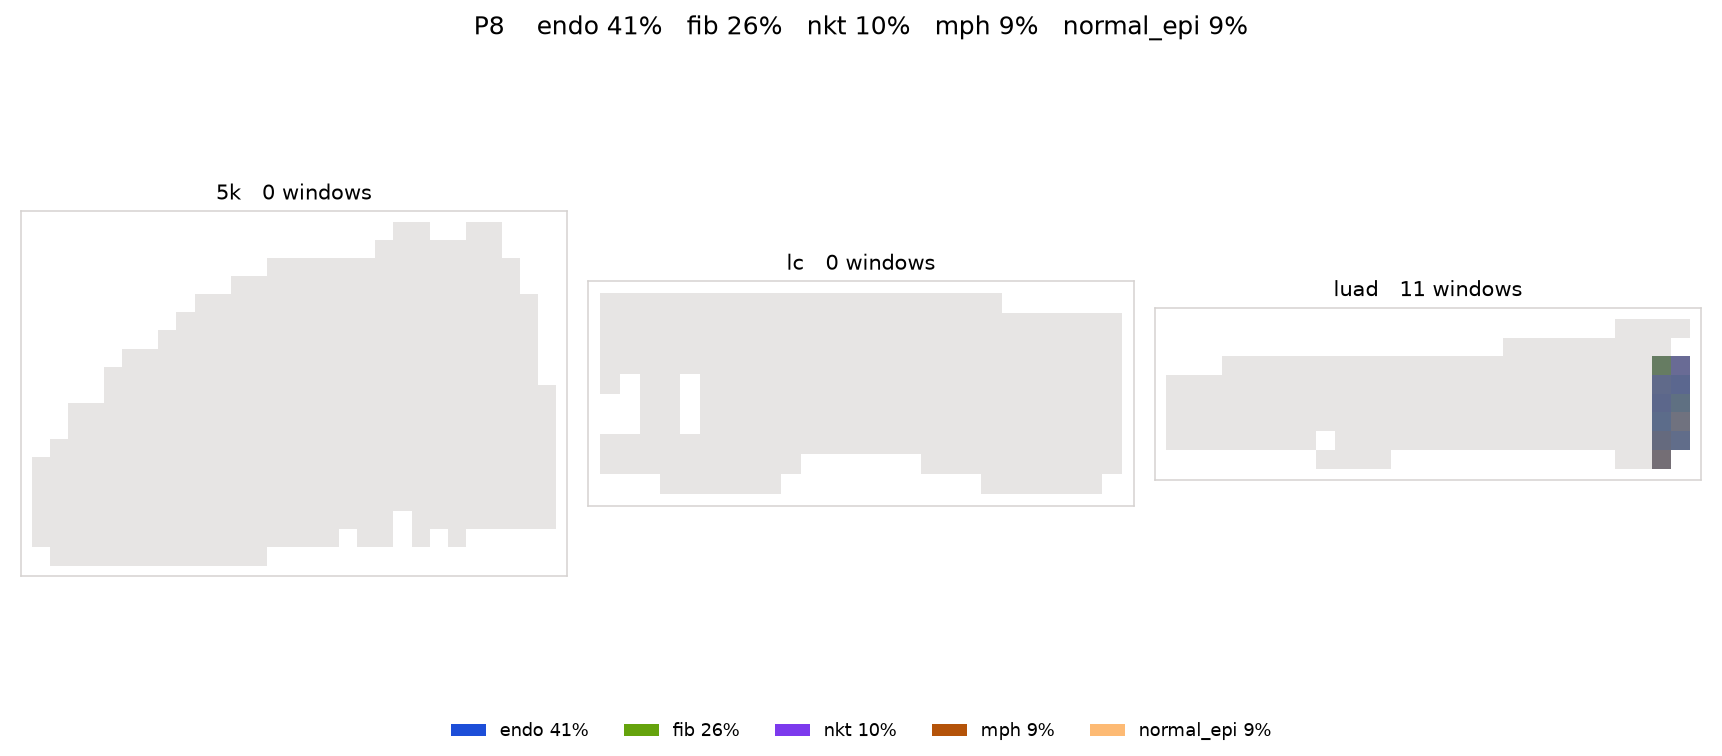 P8 endo 41% fib 26% nkt 10% mph 9% normal_epi 9%
5k 0 windows
lc 0 windows
luad 11 windows
endo 41% fib 26% nkt 10% mph 9% normal_epi 9%